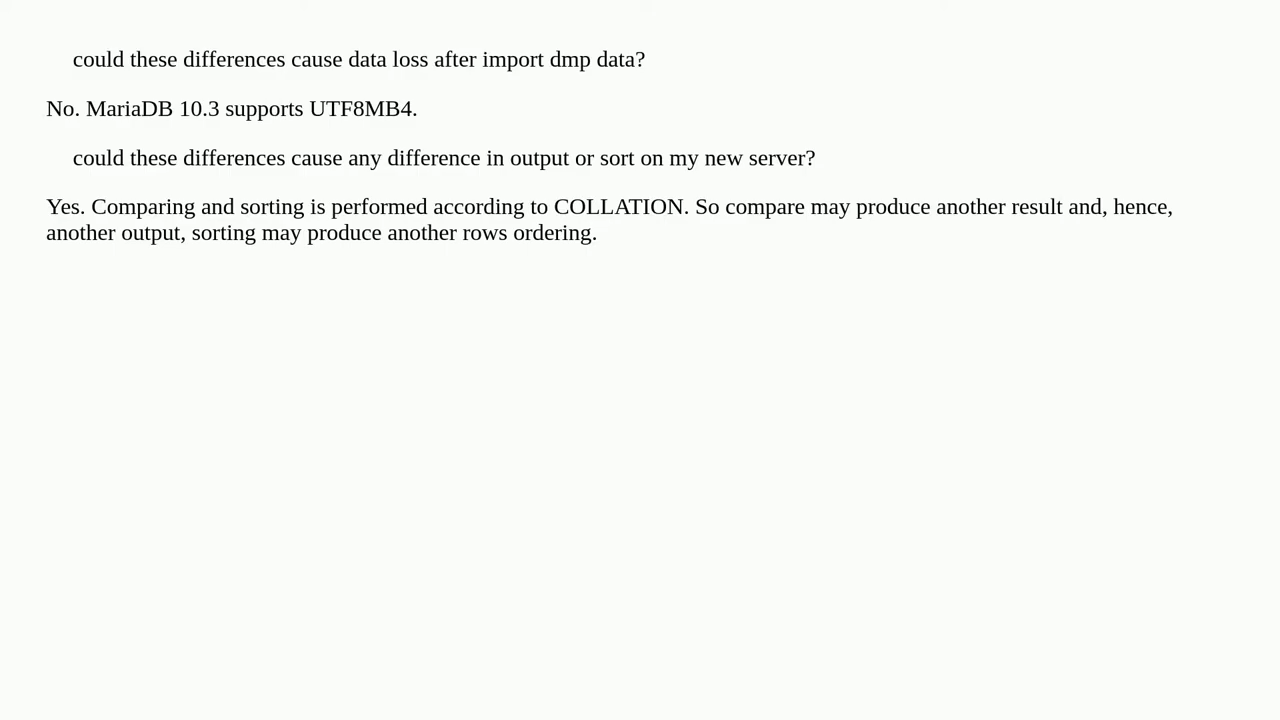 could these differences cause data loss after import dmp data?
No. MariaDB 10.3 supports UTF8MB4.
could these differences cause any difference in output or sort on my new server?
Yes. Comparing and sorting is performed according to COLLATION. So compare may produce another result and, hence,
another output, sorting may produce another rows ordering.